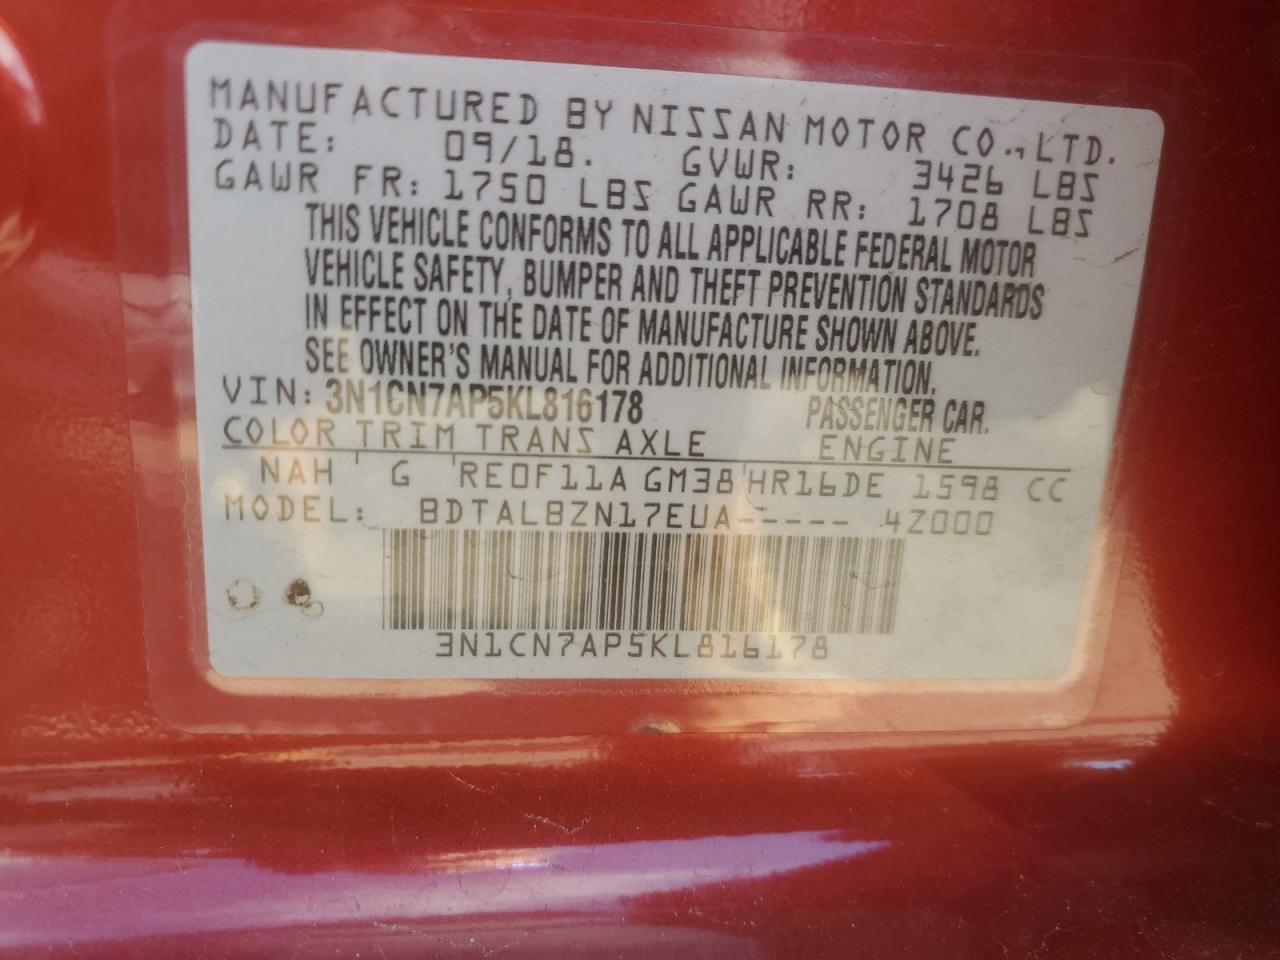 MANUFACTURED BY NISSAN MOTOR CO., LTD.
DATE: 09/18. GVWR: 3426 LBS
GAWR FR: 1750 LBS GAWR RR: 1708 LBS
THIS VEHICLE CONFORMS TO ALL APPLICABLE FEDERAL MOTOR
VEHICLE SAFETY, BUMPER AND THEFT PREVENTION STANDARDS
IN EFFECT ON THE DATE OF MANUFACTURE SHOWN ABOVE.
SEE OWNER'S MANUAL FOR ADDITIONAL INFORMATION.
VIN: 3N1CN7AP5KL816178 PASSENGER CAR.
COLOR TRIM TRANS AXLE ENGINE
NAH G RE0F11A GM38 HR16DE 1598 CC
MODEL: BDTALBZN17EUA----- 4Z000
3N1CN7AP5KL816178